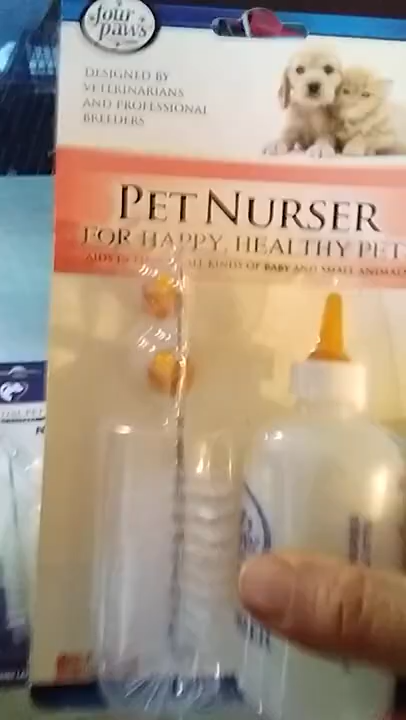 four
paws
DESIGNED BY
VETERINARIANS
AND PROFESSIONAL
BREEDERS
PET NURSER
FOR HAPPY, HEALTHY PET
ALL KINDS OF BABY AND SMALL ANIMALS